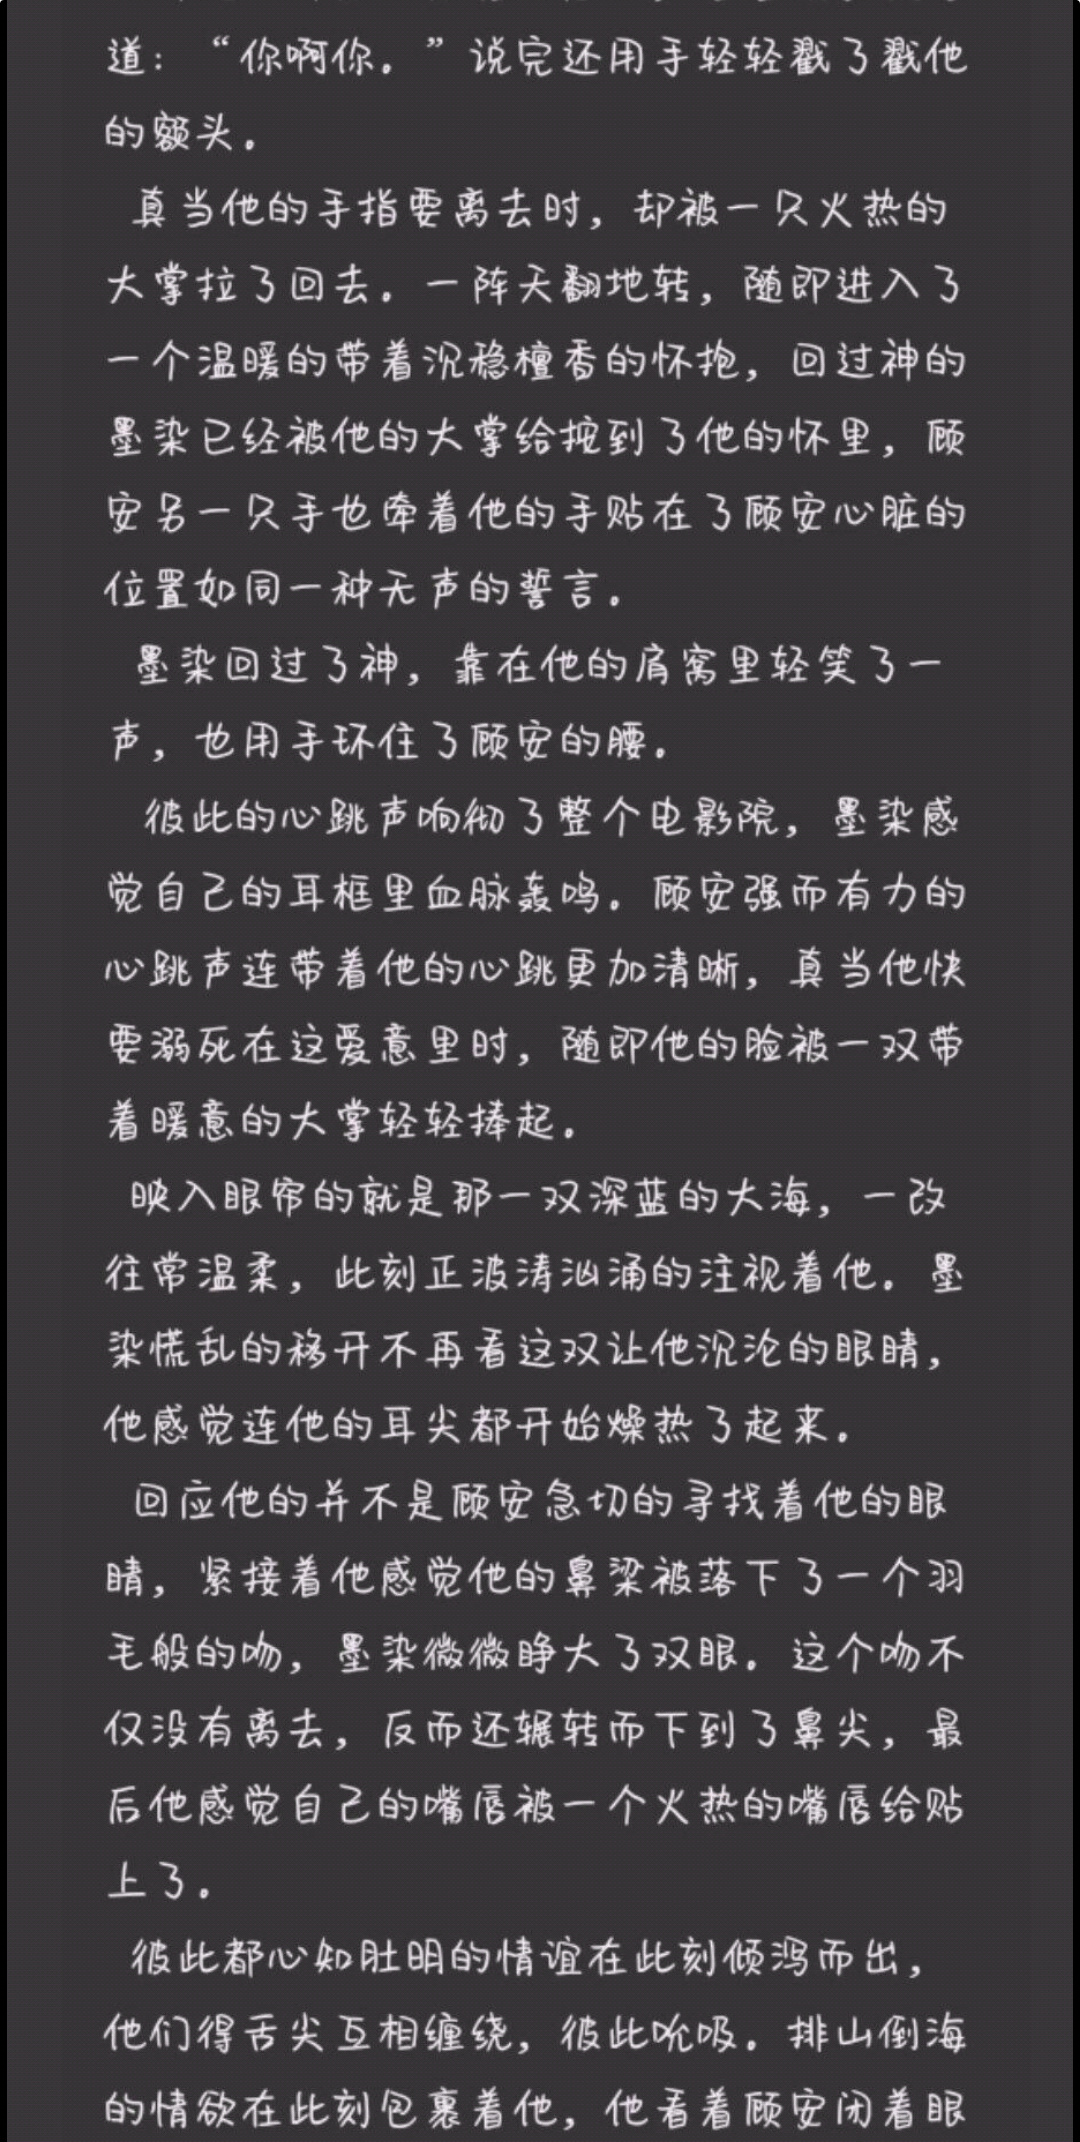 道：“你啊你。”说完还用手轻轻戳了戳他
的额头。
真当他的手指要离去时，却被一只火热的
大掌拉了回去。一阵天翻地转，随即进入了
一个温暖的带着沉稳檀香的怀抱，回过神的
墨染已经被他的大掌给按到了他的怀里，顾
安另一只手也牵着他的手贴在了顾安心脏的
位置如同一种无声的誓言。
墨染回过了神，靠在他的肩窝里轻笑了一
声，也用手环住了顾安的腰。
彼此的心跳声响彻了整个电影院，墨染感
觉自己的耳框里血脉轰鸣。顾安强而有力的
心跳声连带着他的心跳更加清晰，真当他快
要溺死在这爱意里时，随即他的脸被一双带
着暖意的大掌轻轻捧起。
映入眼帘的就是那一双深蓝的大海，一改
往常温柔，此刻正波涛汹涌的注视着他。墨
染慌乱的移开不再看这双让他沉沦的眼睛，
他感觉连他的耳尖都开始燥热了起来。
回应他的并不是顾安急切的寻找着他的眼
睛，紧接着他感觉他的鼻梁被落下了一个羽
毛般的吻，墨染微微睁大了双眼。这个吻不
仅没有离去，反而还辗转而下到了鼻尖，最
后他感觉自己的嘴唇被一个火热的嘴唇给贴
上了。
彼此都心知肚明的情谊在此刻倾泻而出，
他们得舌尖互相缠绕，彼此吮吸。排山倒海
的情欲在此刻包裹着他，他看着顾安闭着眼